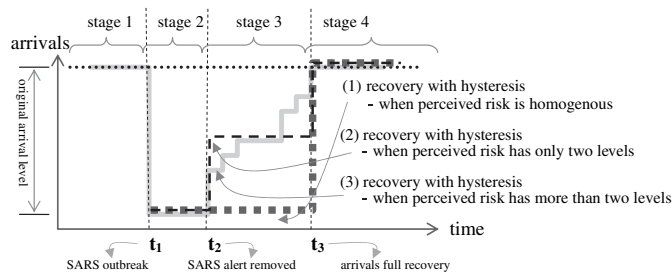 stage 1 stage 2 stage 3 stage 4
arrivals
original arrival level
(1) recovery with hysteresis
- when perceived risk is homogenous
(2) recovery with hysteresis
- when perceived risk has only two levels
(3) recovery with hysteresis
- when perceived risk has more than two levels
time
t1 t2 t3
SARS outbreak SARS alert removed arrivals full recovery